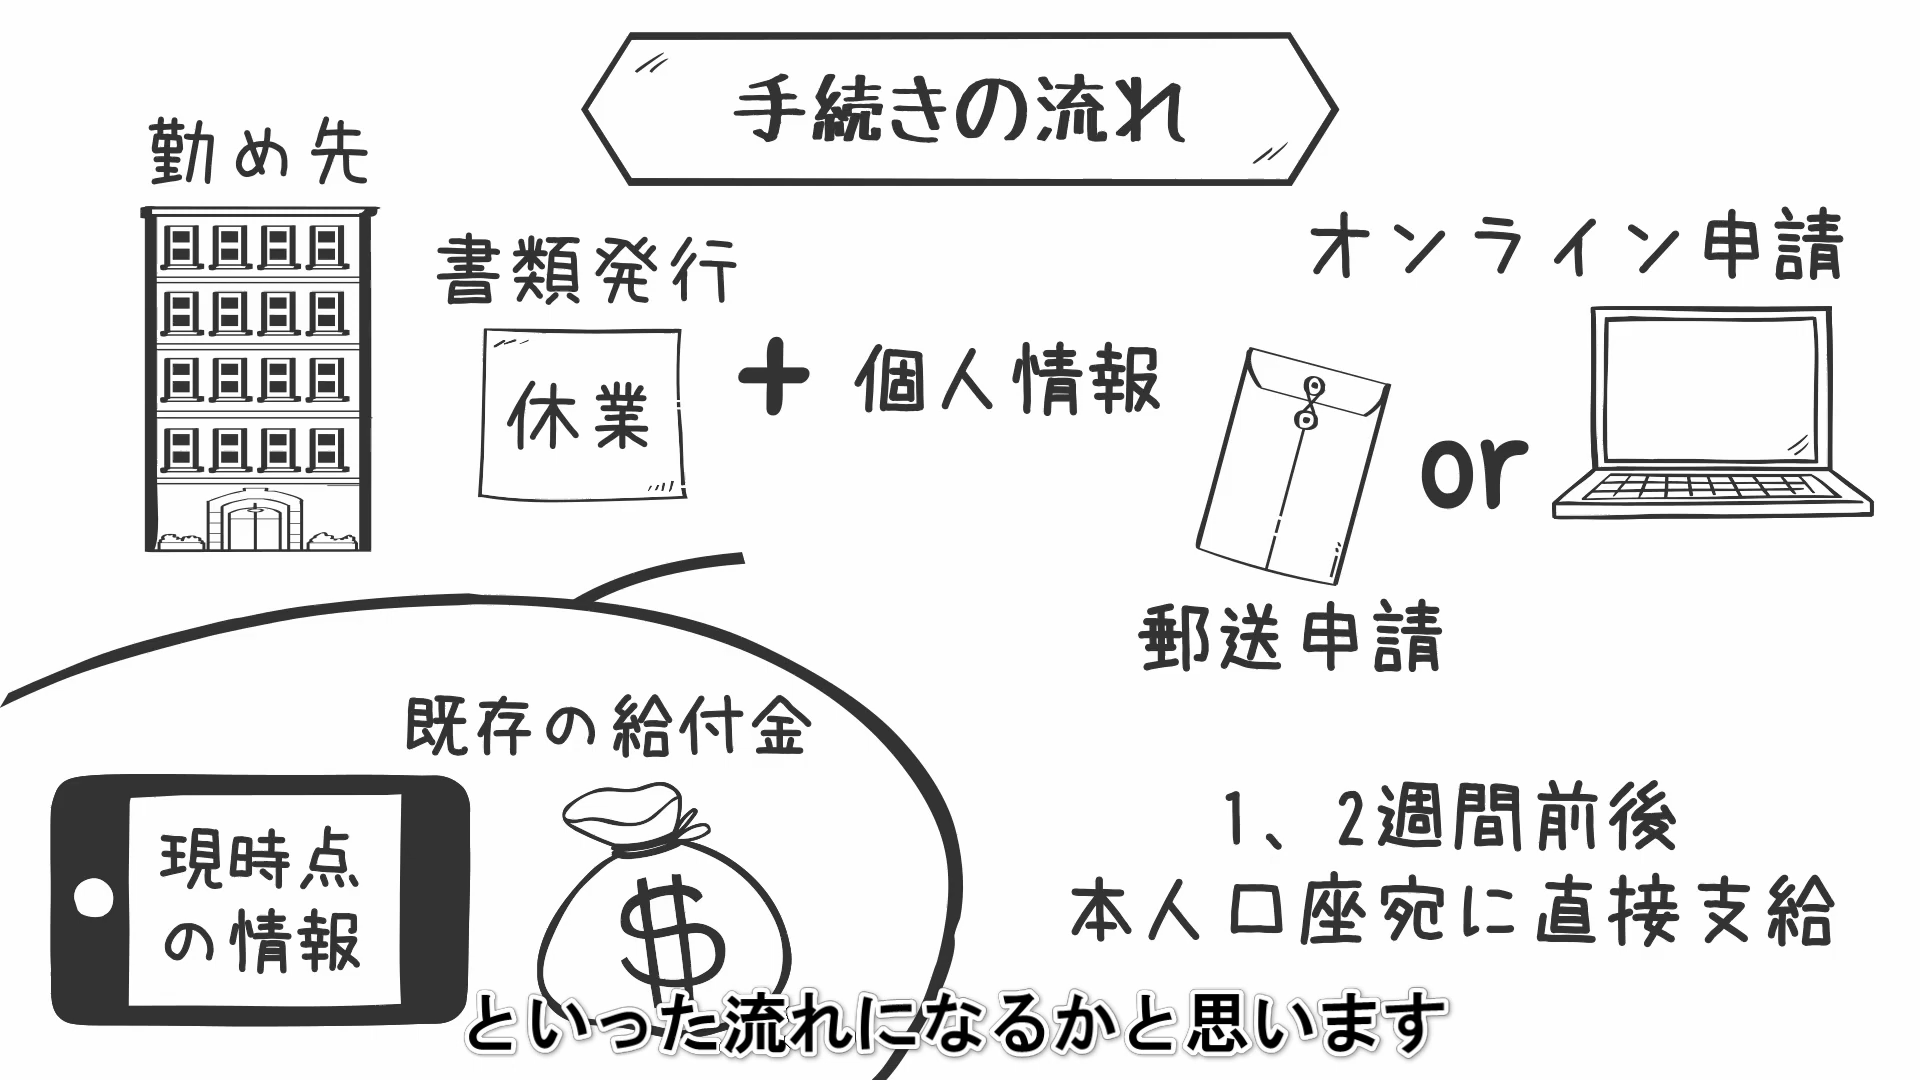 手続きの流れ
勤め先
書類発行
休業
+
個人情報
オンライン申請
or
郵送申請
既存の給付金
現時点
の情報
$
1、2週間前後
本人口座宛に直接支給
といった流れになるかと思います